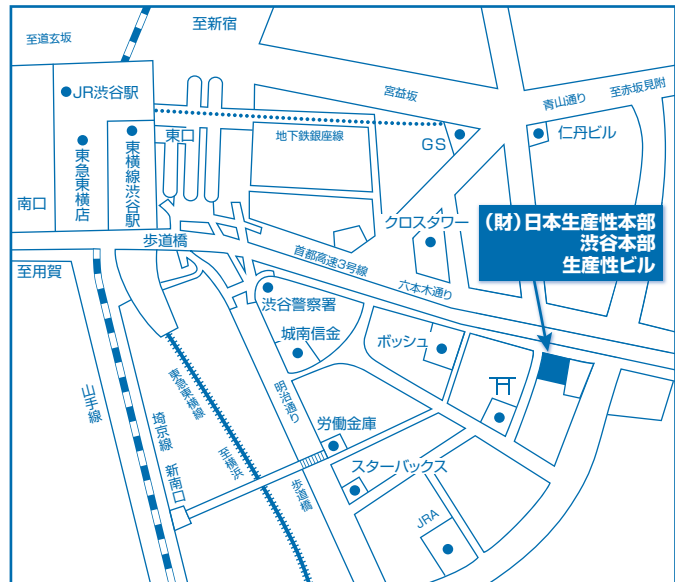 至新宿
至道玄坂
JR渋谷駅
宮益坂
青山通り
至赤坂見附
東急東横店
東横線渋谷駅
東口
地下鉄銀座線
GS
仁丹ビル
南口
歩道橋
クロスタワー
(財)日本生産性本部
渋谷本部
生産性ビル
至用賀
首都高速3号線
六本木通り
渋谷警察署
城南信金
ボッシュ
山手線
埼京線
新南口
東急東横線
至横浜
明治通り
労働金庫
スターバックス
歩道橋
JRA